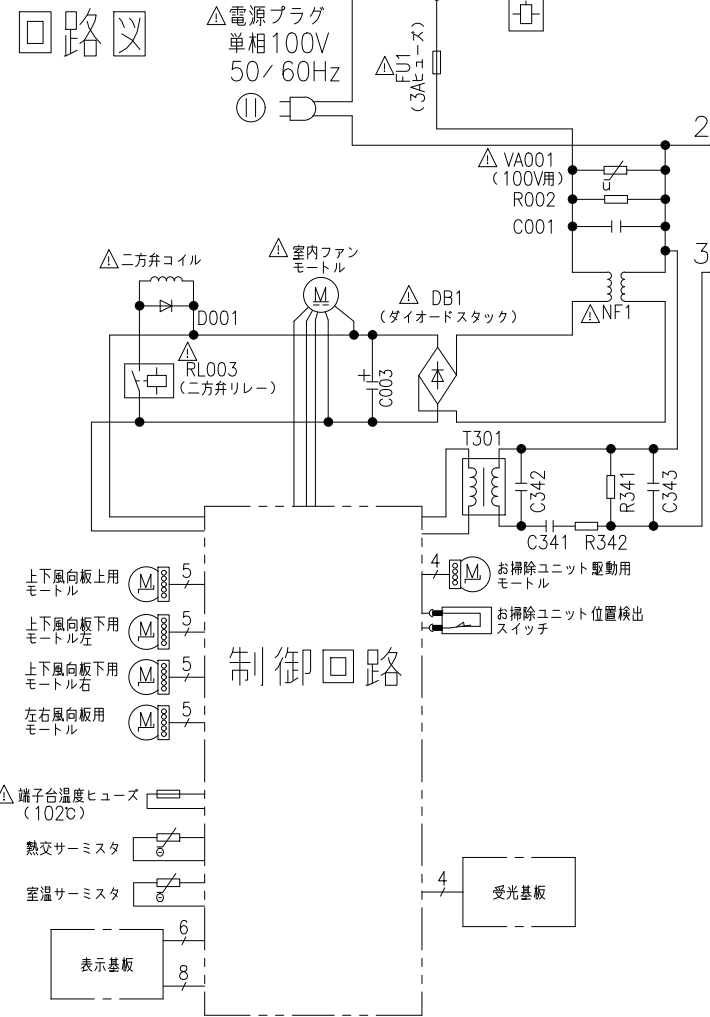 回路図
⚠電源プラグ
単相100V
50/60Hz
⚠FU1
(3Aヒューズ)
2
⚠VA001
(100V用)
u
R002
C001
3
⚠NF1
⚠二方弁コイル
D001
⚠室内ファン
モートル
M
⚠DB1
(ダイオードスタック)
⚠RL003
(二方弁リレー)
+
C003
T301
C342
R341
C343
C341
R342
上下風向板上用
モートル
M
5
上下風向板下用
モートル左
M
5
上下風向板下用
モートル右
M
5
左右風向板用
モートル
M
5
制御回路
4
M
お掃除ユニット駆動用
モートル
お掃除ユニット位置検出
スイッチ
⚠端子台温度ヒューズ
(102℃)
熱交サーミスタ
室温サーミスタ
表示基板
6
8
4
受光基板